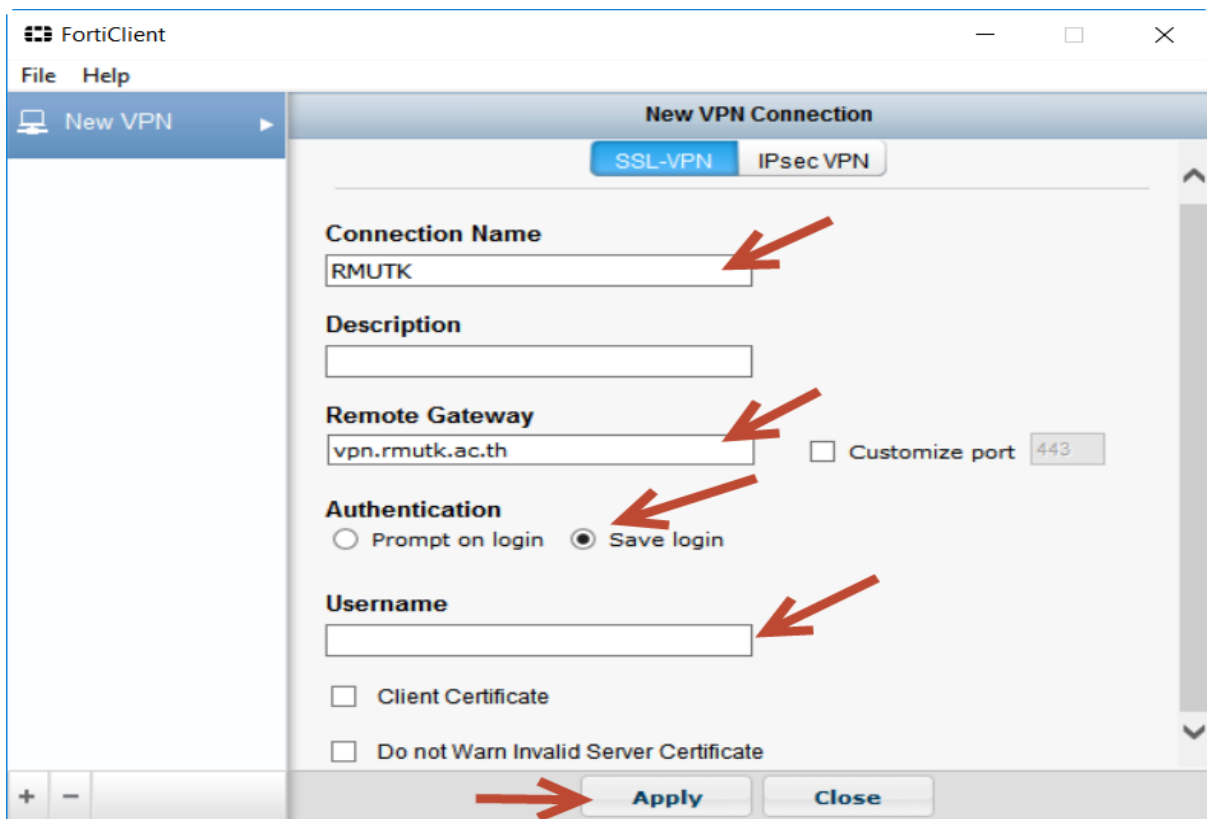 FortiClient
File Help
New VPN
New VPN Connection
SSL-VPN IPsec VPN
Connection Name
RMUTK
Description
Remote Gateway
vpn.rmutk.ac.th Customize port 443
Authentication
Prompt on login Save login
Username
Client Certificate
Do not Warn Invalid Server Certificate
+ − Apply Close